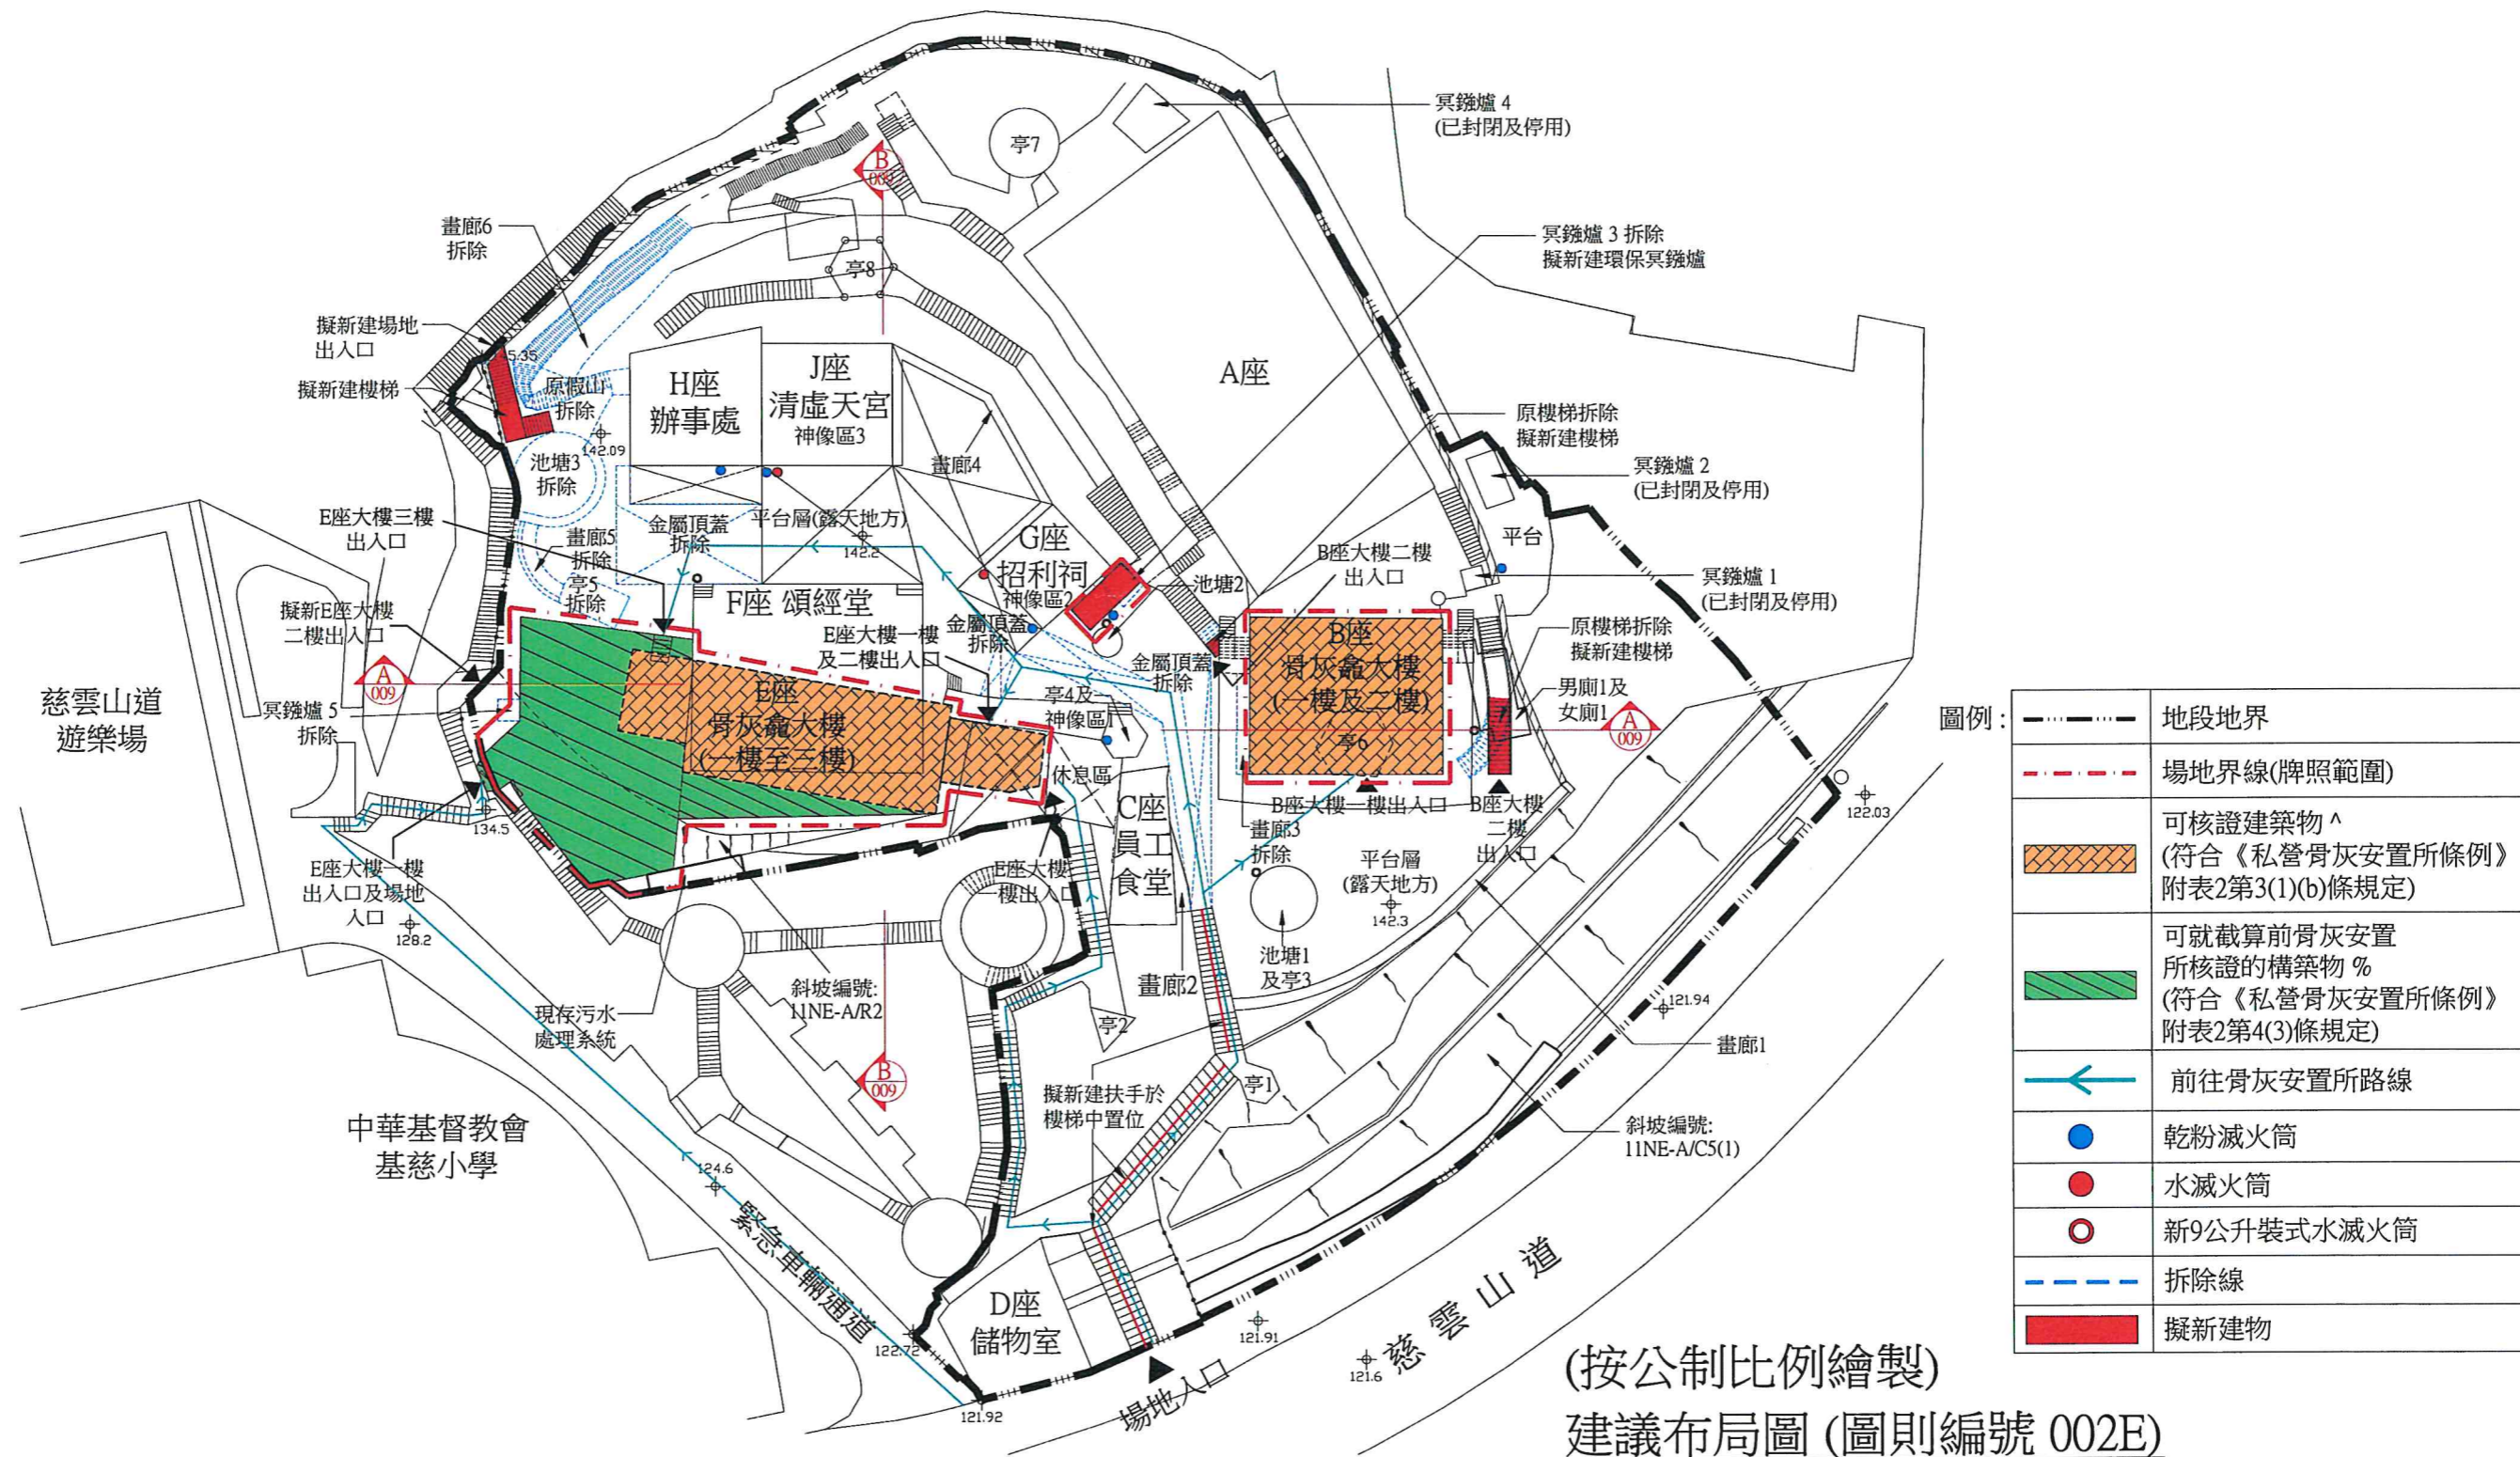 冥鏹爐 4
(已封閉及停用)
亭7
B
009
畫廊6
拆除
冥鏹爐 3 拆除
擬新建環保冥鏹爐
亭8
擬新建場地
出入口
145.35
擬新建樓梯
原假山
拆除
142.09
H座
辦事處
J座
清虛天宮
神像區3
A座
畫廊4
原樓梯拆除
擬新建樓梯
冥鏹爐 2
(已封閉及停用)
池塘3
拆除
E座大樓三樓
出入口
畫廊5
拆除
亭5
拆除
金屬頂蓋
拆除
平台層(露天地方)
142.2
G座
招利祠
神像區2
池塘2
B座大樓二樓
出入口
平台
冥鏹爐 1
(已封閉及停用)
擬新E座大樓
二樓出入口
F座 頌經堂
E座大樓一樓
及二樓出入口
金屬頂蓋
拆除
金屬頂蓋
拆除
B座
骨灰龕大樓
(一樓及二樓)
亭6
原樓梯拆除
擬新建樓梯
男廁1及
女廁1
A
009
A
009
慈雲山道
遊樂場
冥鏹爐 5
拆除
E座
骨灰龕大樓
(一樓至三樓)
亭4及
神像區1
休息區
C座
員工
食堂
B座大樓一樓出入口
B座大樓
二樓
出入口
畫廊3
拆除
134.5
E座大樓一樓
出入口及場地
入口
128.2
E座大樓
一樓出入口
平台層
(露天地方)
142.3
122.03
池塘1
及亭3
畫廊2
現存污水
處理系統
斜坡編號:
11NE-A/R2
亭2
121.94
畫廊1
B
009
擬新建扶手於
樓梯中置位
亭1
斜坡編號:
11NE-A/C5(1)
中華基督教會
基慈小學
124.6
緊急車輛通道
122.72
D座
儲物室
121.91
121.92
場地入口
121.6
慈雲山道
圖例 :
地段地界
場地界線(牌照範圍)
可核證建築物 ^
(符合《私營骨灰安置所條例》
附表2第3(1)(b)條規定)
可就截算前骨灰安置
所核證的構築物 %
(符合《私營骨灰安置所條例》
附表2第4(3)條規定)
前往骨灰安置所路線
乾粉滅火筒
水滅火筒
新9公升裝式水滅火筒
拆除線
擬新建物
(按公制比例繪製)
建議布局圖 (圖則編號 002E)